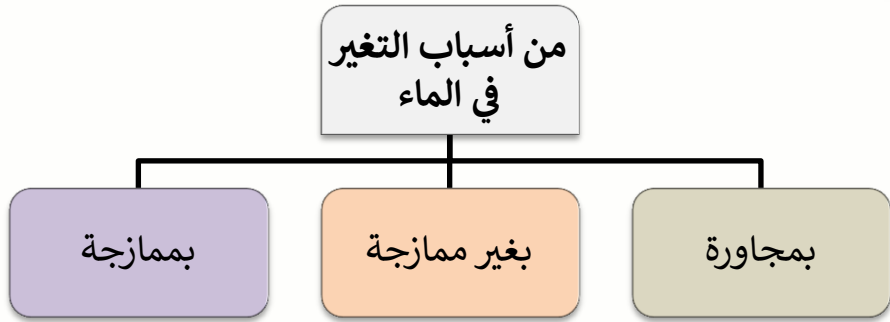 من أسباب التغير
في الماء
بمجاورة
بغير ممازجة
بممازجة